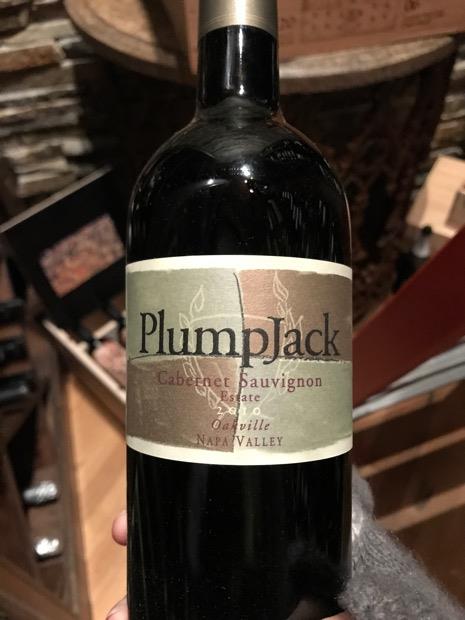 PlumpJack
Cabernet Sauvignon
Estate
2010
Oakville
NAPA VALLEY